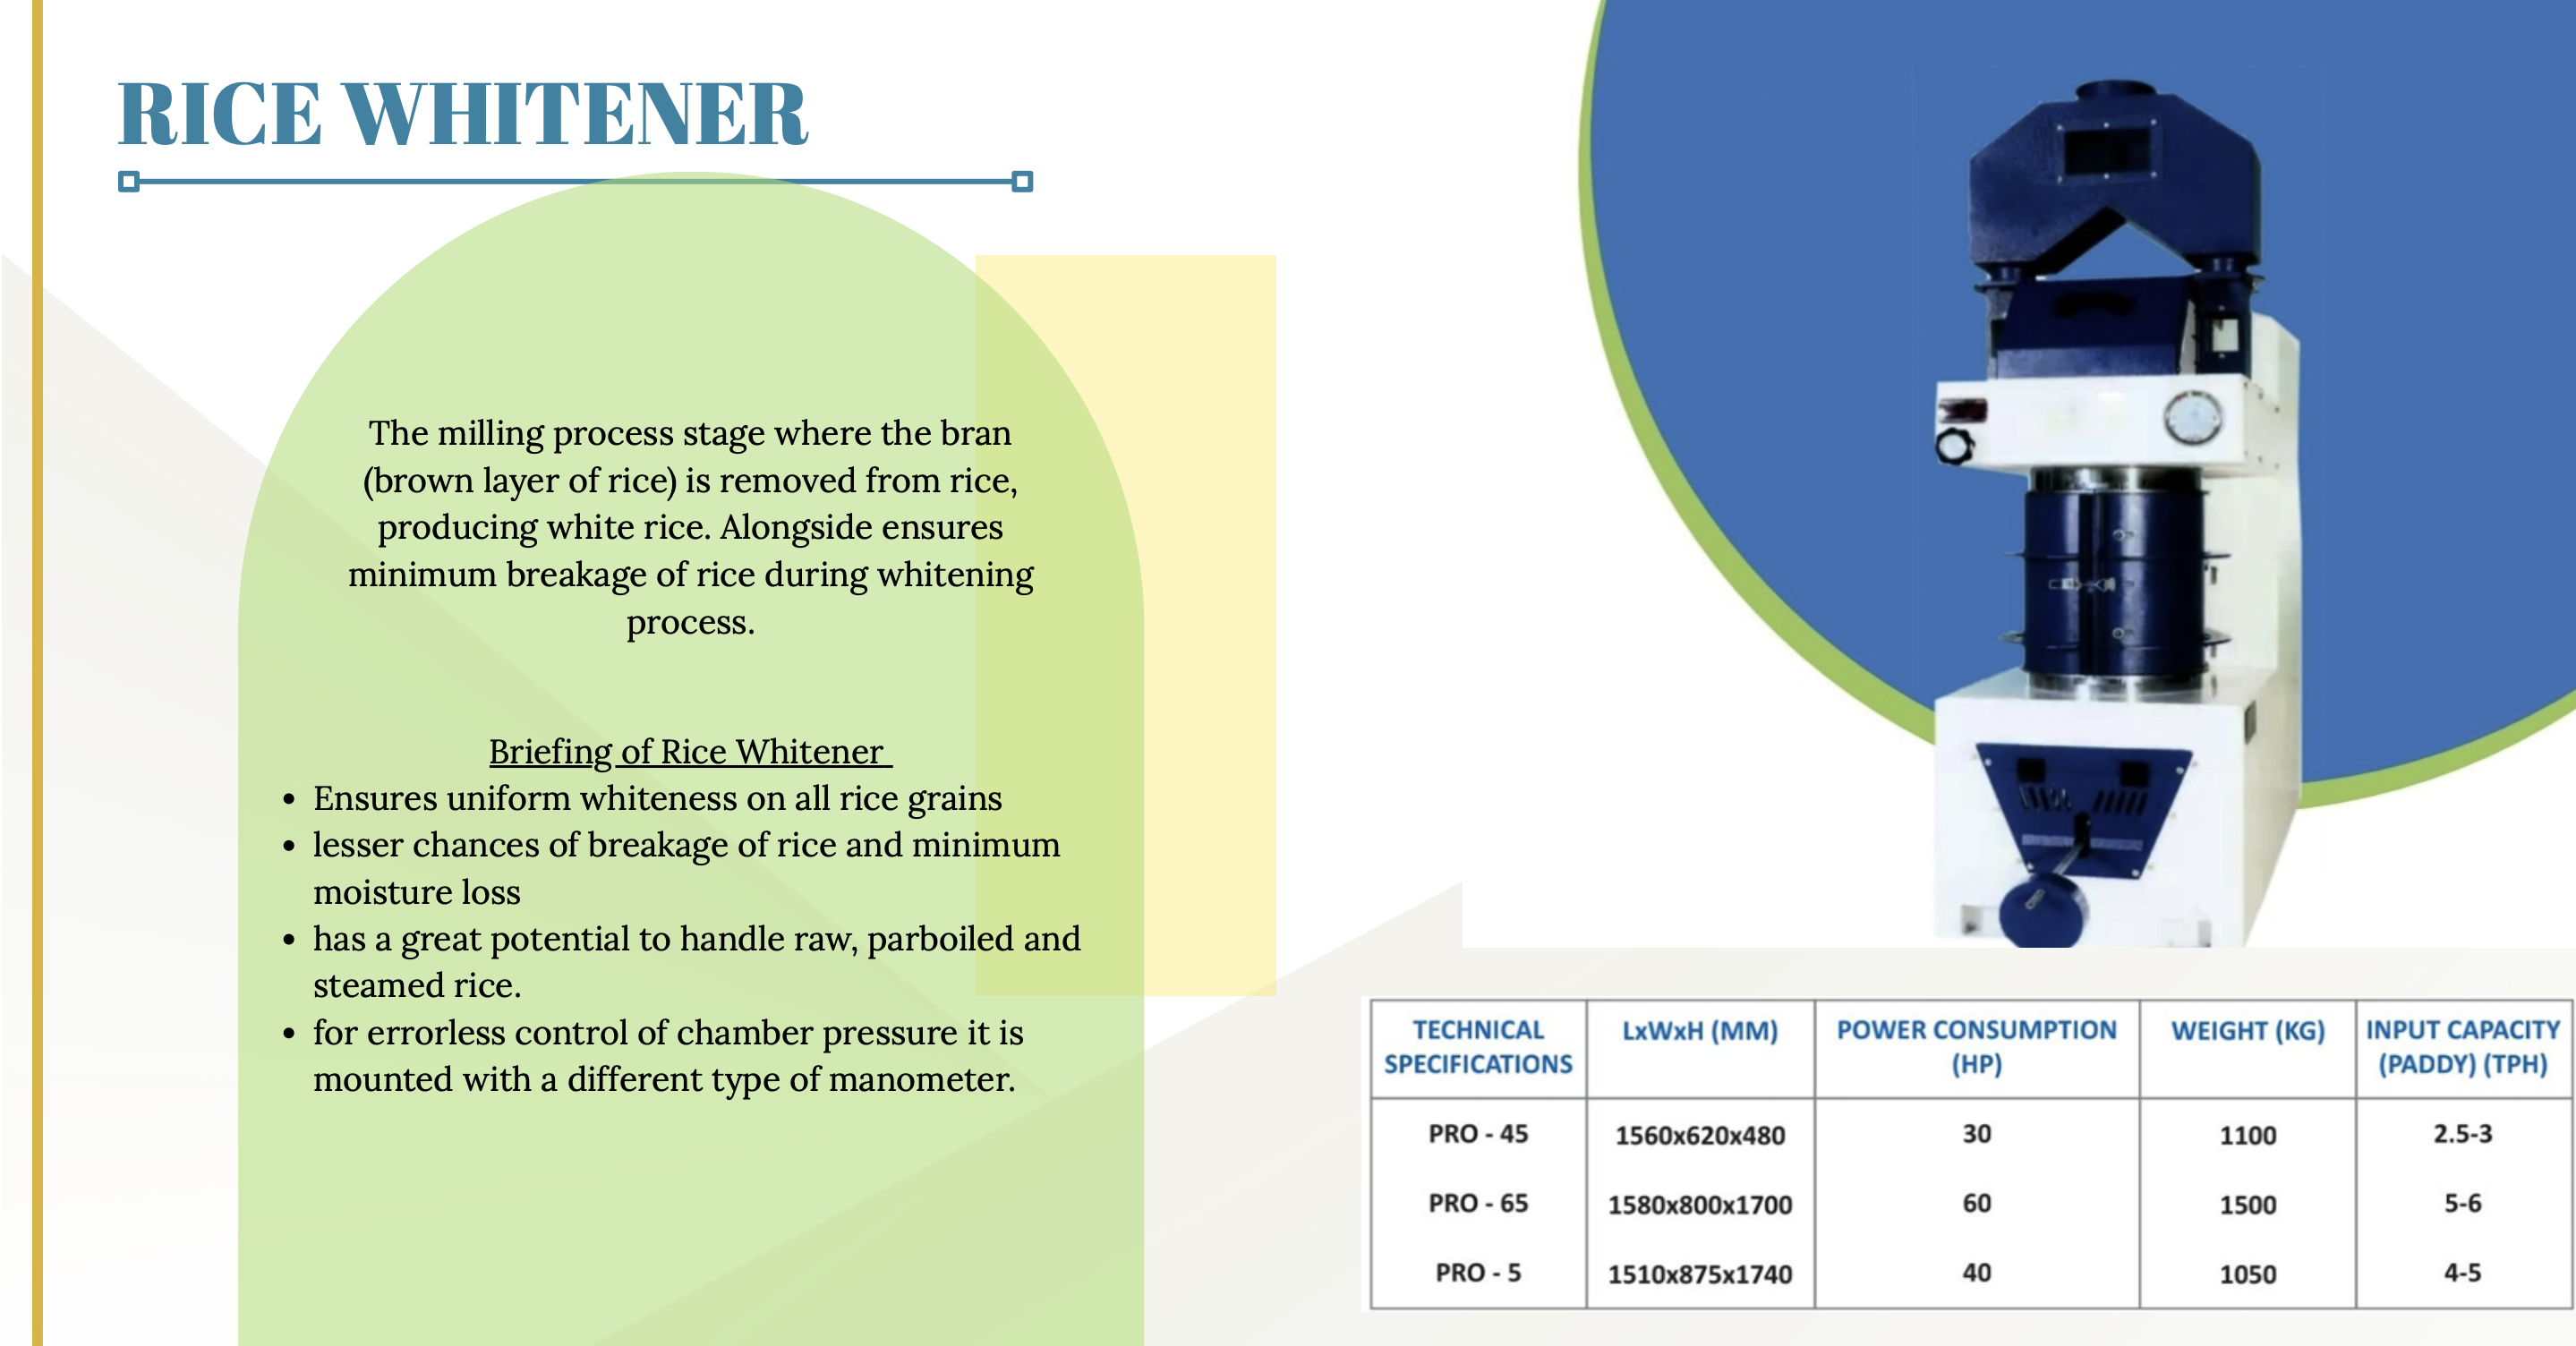 RICE WHITENER
The milling process stage where the bran
(brown layer of rice) is removed from rice,
producing white rice. Alongside ensures
minimum breakage of rice during whitening
process.
Briefing of Rice Whitener
• Ensures uniform whiteness on all rice grains
• lesser chances of breakage of rice and minimum
moisture loss
• has a great potential to handle raw, parboiled and
steamed rice.
• for errorless control of chamber pressure it is
mounted with a different type of manometer.
TECHNICAL SPECIFICATIONS LxWxH (MM) POWER CONSUMPTION (HP) WEIGHT (KG) INPUT CAPACITY (PADDY) (TPH)
PRO - 45 1560x620x480 30 1100 2.5-3
PRO - 65 1580x800x1700 60 1500 5-6
PRO - 5 1510x875x1740 40 1050 4-5